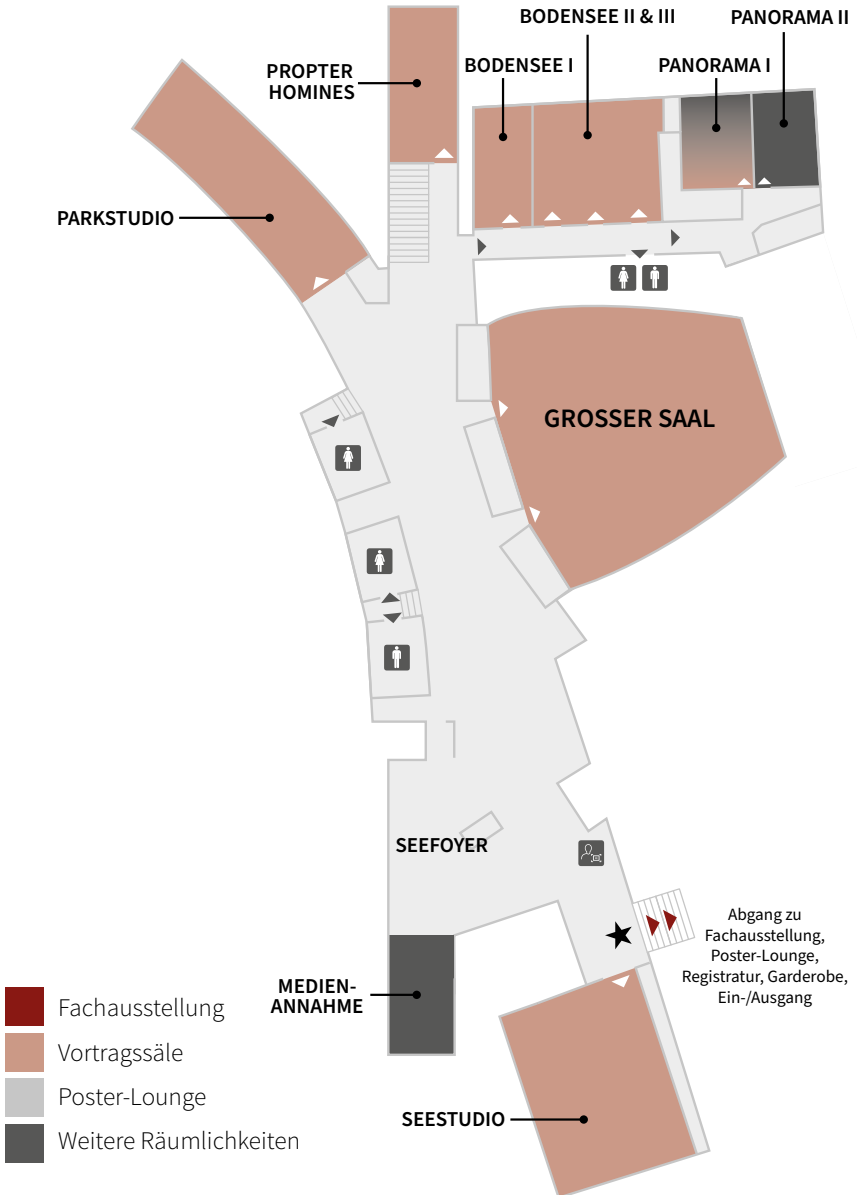 BODENSEE II & III
PANORAMA II
PROPTER
HOMINES
BODENSEE I
PANORAMA I
PARKSTUDIO
GROSSER SAAL
SEEFOYER
Abgang zu
Fachausstellung,
Poster-Lounge,
Registratur, Garderobe,
Ein-/Ausgang
MEDIEN-
ANNAHME
SEESTUDIO
Fachausstellung
Vortragssäle
Poster-Lounge
Weitere Räumlichkeiten